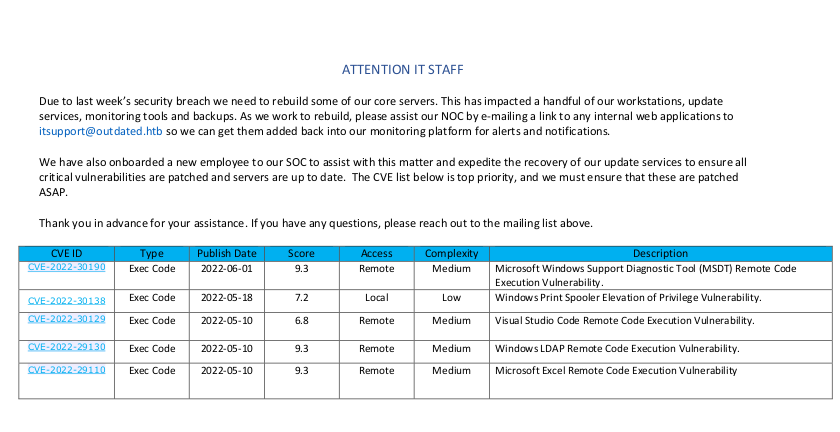 ATTENTION IT STAFF
Due to last week’s security breach we need to rebuild some of our core servers. This has impacted a handful of our workstations, update
services, monitoring tools and backups. As we work to rebuild, please assist our NOC by e-mailing a link to any internal web applications to
itsupport@outdated.htb so we can get them added back into our monitoring platform for alerts and notifications.
We have also onboarded a new employee to our SOC to assist with this matter and expedite the recovery of our update services to ensure all
critical vulnerabilities are patched and servers are up to date. The CVE list below is top priority, and we must ensure that these are patched
ASAP.
Thank you in advance for your assistance. If you have any questions, please reach out to the mailing list above.
CVE ID Type Publish Date Score Access Complexity Description
CVE-2022-30190 Exec Code 2022-06-01 9.3 Remote Medium Microsoft Windows Support Diagnostic Tool (MSDT) Remote Code
Execution Vulnerability.
CVE-2022-30138 Exec Code 2022-05-18 7.2 Local Low Windows Print Spooler Elevation of Privilege Vulnerability.
CVE-2022-30129 Exec Code 2022-05-10 6.8 Remote Medium Visual Studio Code Remote Code Execution Vulnerability.
CVE-2022-29130 Exec Code 2022-05-10 9.3 Remote Medium Windows LDAP Remote Code Execution Vulnerability.
CVE-2022-29110 Exec Code 2022-05-10 9.3 Remote Medium Microsoft Excel Remote Code Execution Vulnerability